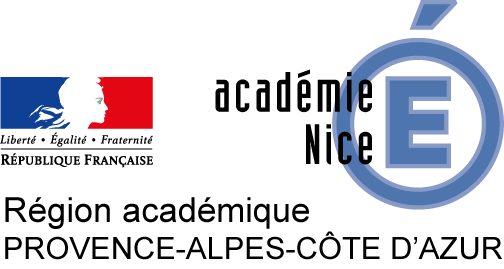 Liberté • Égalité • Fraternité
RÉPUBLIQUE FRANÇAISE
académie
Nice
É
Région académique
PROVENCE-ALPES-CÔTE D'AZUR